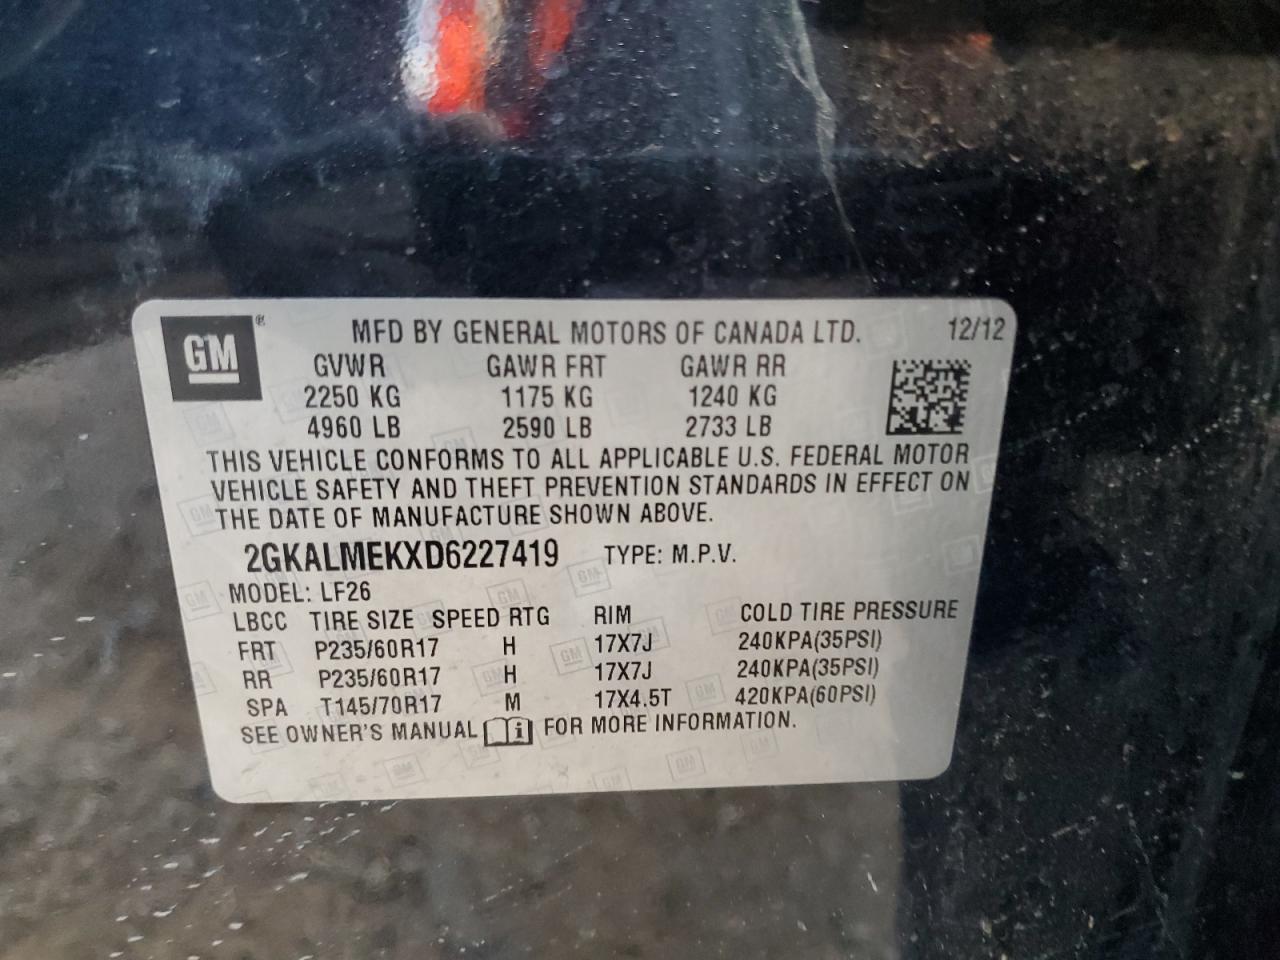 GM ® MFD BY GENERAL MOTORS OF CANADA LTD. 12/12
GVWR GAWR FRT GAWR RR
2250 KG 1175 KG 1240 KG
4960 LB 2590 LB 2733 LB
THIS VEHICLE CONFORMS TO ALL APPLICABLE U.S. FEDERAL MOTOR
VEHICLE SAFETY AND THEFT PREVENTION STANDARDS IN EFFECT ON
THE DATE OF MANUFACTURE SHOWN ABOVE.
2GKALMEKXD6227419 TYPE: M.P.V.
MODEL: LF26
LBCC TIRE SIZE SPEED RTG RIM COLD TIRE PRESSURE
FRT P235/60R17 H 17X7J 240KPA(35PSI)
RR P235/60R17 H 17X7J 240KPA(35PSI)
SPA T145/70R17 M 17X4.5T 420KPA(60PSI)
SEE OWNER'S MANUAL i FOR MORE INFORMATION.